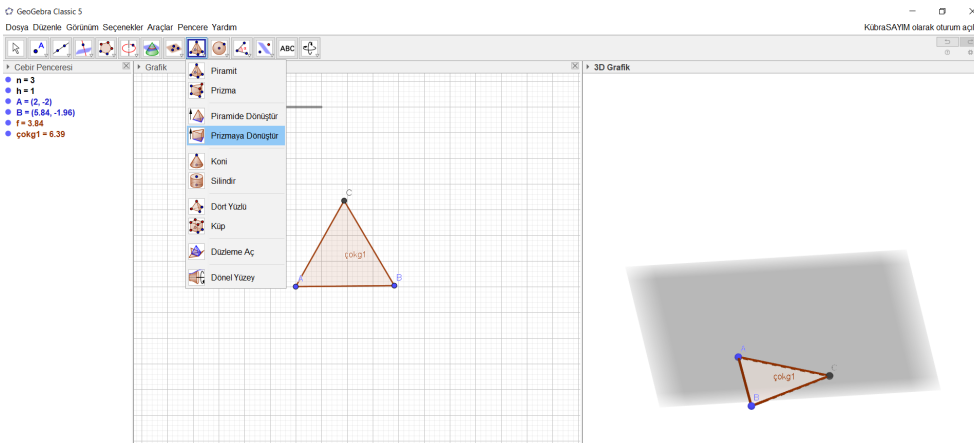 GeoGebra Classic 5
Dosya Düzenle Görünüm Seçenekler Araçlar Pencere Yardım
KübraSAYIM olarak oturum açıl
ABC
Cebir Penceresi
n = 3
h = 1
A = (2, -2)
B = (5.84, -1.96)
f = 3.84
çokg1 = 6.39
Grafik
Piramit
Prizma
Piramide Dönüştür
Prizmaya Dönüştür
Koni
Silindir
Dört Yüzlü
Küp
Düzleme Aç
Dönel Yüzey
C
çokg1
A
B
3D Grafik
A
çokg1
C
B